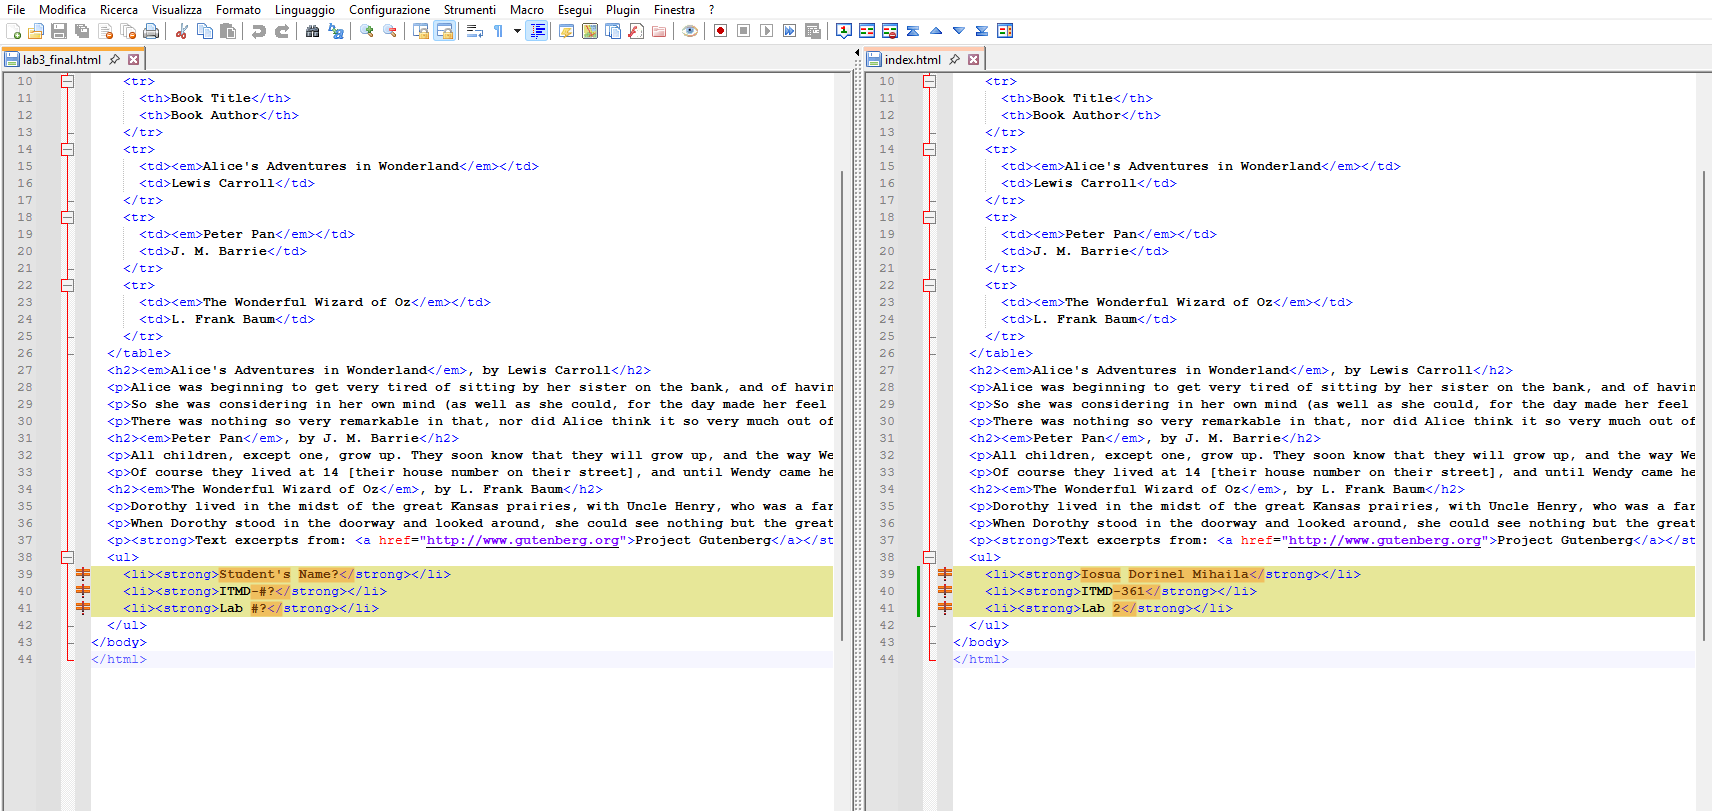 File Modifica Ricerca Visualizza Formato Linguaggio Configurazione Strumenti Macro Esegui Plugin Finestra ?
lab3_final.html
10 <tr>
11 <th>Book Title</th>
12 <th>Book Author</th>
13 </tr>
14 <tr>
15 <td><em>Alice's Adventures in Wonderland</em></td>
16 <td>Lewis Carroll</td>
17 </tr>
18 <tr>
19 <td><em>Peter Pan</em></td>
20 <td>J. M. Barrie</td>
21 </tr>
22 <tr>
23 <td><em>The Wonderful Wizard of Oz</em></td>
24 <td>L. Frank Baum</td>
25 </tr>
26 </table>
27 <h2><em>Alice's Adventures in Wonderland</em>, by Lewis Carroll</h2>
28 <p>Alice was beginning to get very tired of sitting by her sister on the bank, and of havin
29 <p>So she was considering in her own mind (as well as she could, for the day made her feel
30 <p>There was nothing so very remarkable in that, nor did Alice think it so very much out of
31 <h2><em>Peter Pan</em>, by J. M. Barrie</h2>
32 <p>All children, except one, grow up. They soon know that they will grow up, and the way We
33 <p>Of course they lived at 14 [their house number on their street], and until Wendy came he
34 <h2><em>The Wonderful Wizard of Oz</em>, by L. Frank Baum</h2>
35 <p>Dorothy lived in the midst of the great Kansas prairies, with Uncle Henry, who was a far
36 <p>When Dorothy stood in the doorway and looked around, she could see nothing but the great
37 <p><strong>Text excerpts from: <a href="http://www.gutenberg.org">Project Gutenberg</a></st
38 <ul>
39 <li><strong>Student's Name?</strong></li>
40 <li><strong>ITMD-#?</strong></li>
41 <li><strong>Lab #?</strong></li>
42 </ul>
43 </body>
44 </html>
index.html
10 <tr>
11 <th>Book Title</th>
12 <th>Book Author</th>
13 </tr>
14 <tr>
15 <td><em>Alice's Adventures in Wonderland</em></td>
16 <td>Lewis Carroll</td>
17 </tr>
18 <tr>
19 <td><em>Peter Pan</em></td>
20 <td>J. M. Barrie</td>
21 </tr>
22 <tr>
23 <td><em>The Wonderful Wizard of Oz</em></td>
24 <td>L. Frank Baum</td>
25 </tr>
26 </table>
27 <h2><em>Alice's Adventures in Wonderland</em>, by Lewis Carroll</h2>
28 <p>Alice was beginning to get very tired of sitting by her sister on the bank, and of havin
29 <p>So she was considering in her own mind (as well as she could, for the day made her feel
30 <p>There was nothing so very remarkable in that, nor did Alice think it so very much out of
31 <h2><em>Peter Pan</em>, by J. M. Barrie</h2>
32 <p>All children, except one, grow up. They soon know that they will grow up, and the way We
33 <p>Of course they lived at 14 [their house number on their street], and until Wendy came he
34 <h2><em>The Wonderful Wizard of Oz</em>, by L. Frank Baum</h2>
35 <p>Dorothy lived in the midst of the great Kansas prairies, with Uncle Henry, who was a far
36 <p>When Dorothy stood in the doorway and looked around, she could see nothing but the great
37 <p><strong>Text excerpts from: <a href="http://www.gutenberg.org">Project Gutenberg</a></st
38 <ul>
39 <li><strong>Iosua Dorinel Mihaila</strong></li>
40 <li><strong>ITMD-361</strong></li>
41 <li><strong>Lab 2</strong></li>
42 </ul>
43 </body>
44 </html>